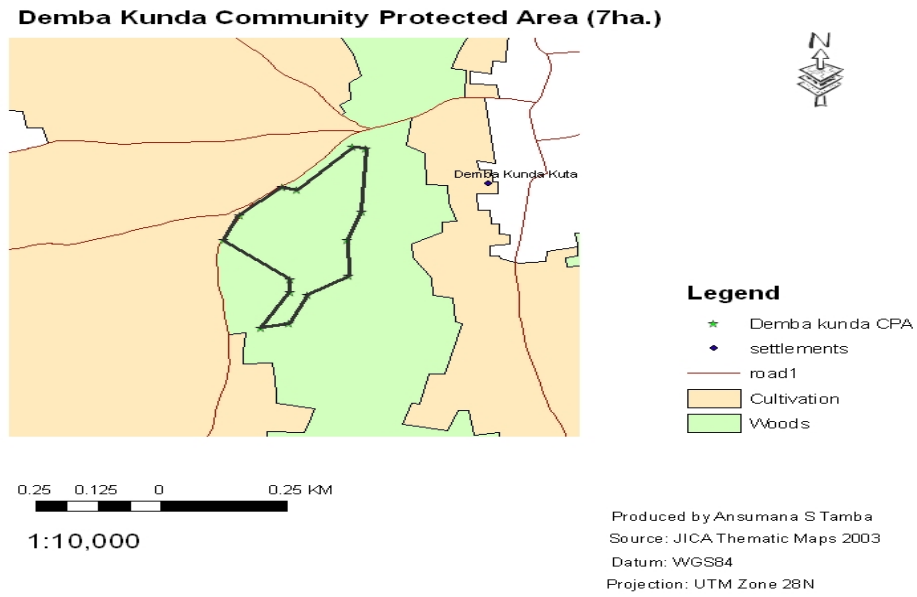 Demba Kunda Community Protected Area (7ha.)
N
Demba Kunda Kuta
Legend
Demba kunda CPA
settlements
road1
Cultivation
Woods
0.25 0.125 0 0.25 KM
1:10,000
Produced by Ansumana S Tamba
Source: JICA Thematic Maps 2003
Datum: WGS84
Projection: UTM Zone 28N